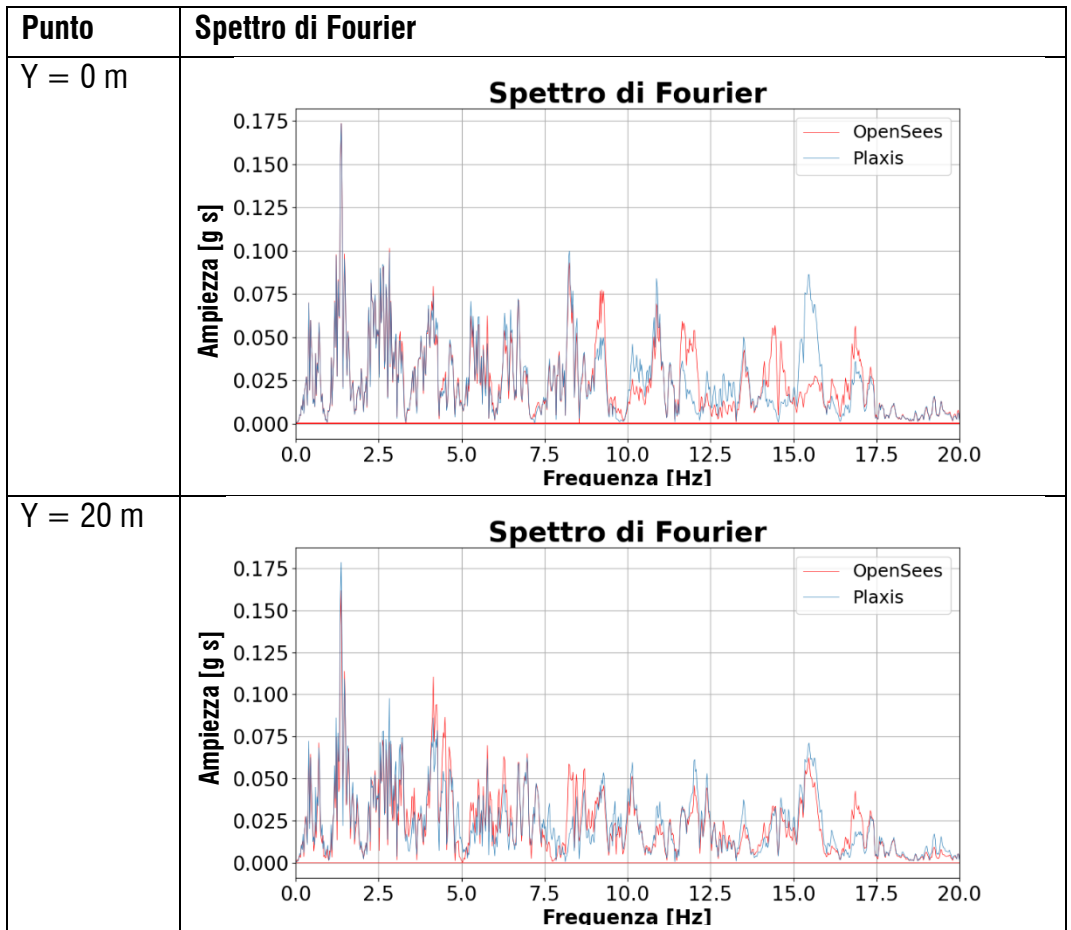 Punto
Spettro di Fourier
Y = 0 m
Spettro di Fourier
OpenSees
Plaxis
Ampiezza [g s]
0.175
0.150
0.125
0.100
0.075
0.050
0.025
0.000
0.0 2.5 5.0 7.5 10.0 12.5 15.0 17.5 20.0
Frequenza [Hz]
Y = 20 m
Spettro di Fourier
OpenSees
Plaxis
Ampiezza [g s]
0.175
0.150
0.125
0.100
0.075
0.050
0.025
0.000
0.0 2.5 5.0 7.5 10.0 12.5 15.0 17.5 20.0
Frequenza [Hz]